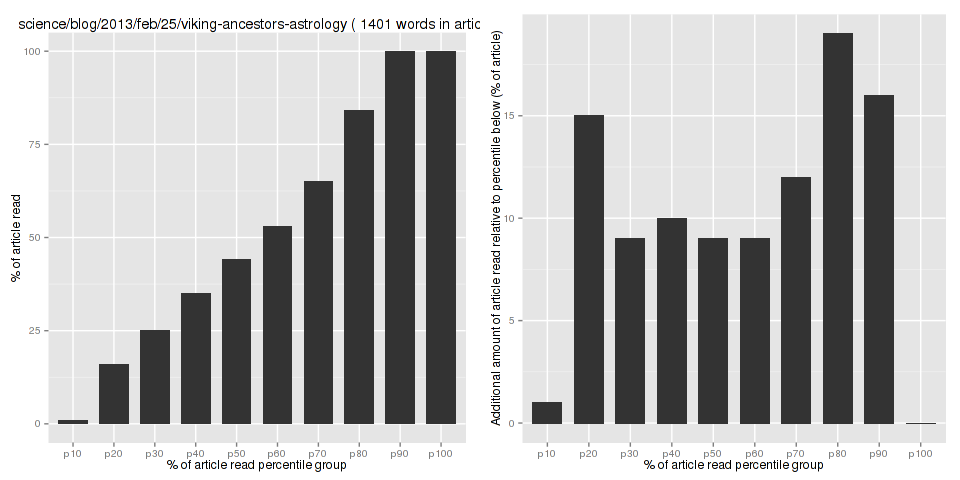 science/blog/2013/feb/25/viking-ancestors-astrology ( 1401 words in artic
% of article read
100
75
50
25
0
p10 p20 p30 p40 p50 p60 p70 p80 p90 p100
% of article read percentile group
Additional amount of article read relative to percentile below (% of article)
15
10
5
0
p10 p20 p30 p40 p50 p60 p70 p80 p90 p100
% of article read percentile group